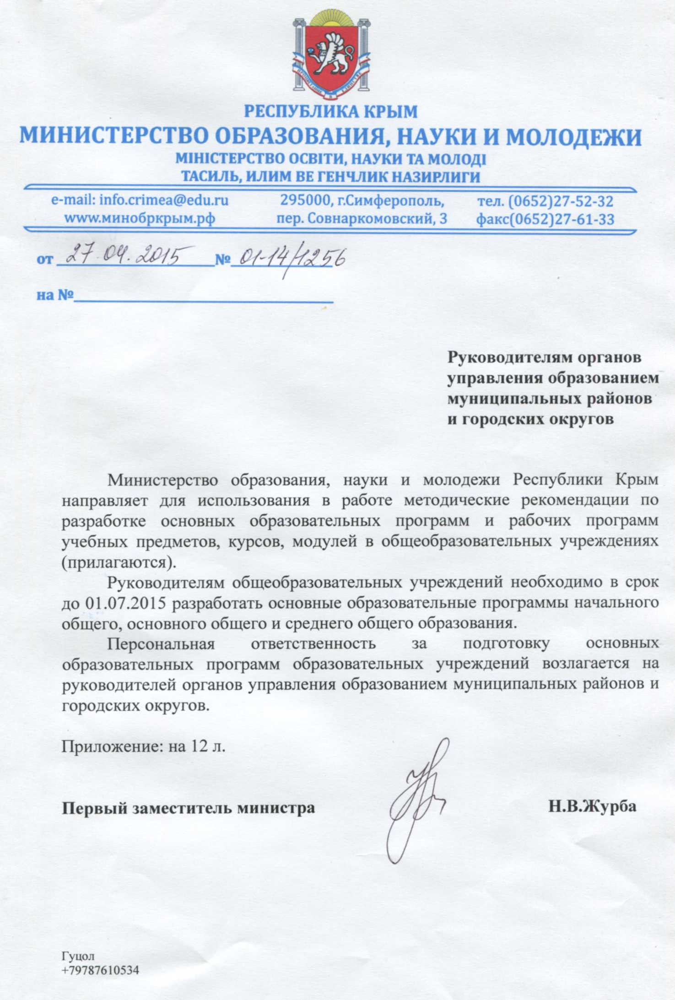 ПРОЦВЕТАНИЕ В ЕДИНСТВЕ
РЕСПУБЛИКА КРЫМ
МИНИСТЕРСТВО ОБРАЗОВАНИЯ, НАУКИ И МОЛОДЕЖИ
МІНІСТЕРСТВО ОСВІТИ, НАУКИ ТА МОЛОДІ
ТАСИЛЬ, ИЛИМ ВЕ ГЕНЧЛИК НАЗИРЛИГИ
e-mail: info.crimea@edu.ru 295000, г.Симферополь, тел. (0652)27-52-32
www.минобркрым.рф пер. Совнаркомовский, 3 факс(0652)27-61-33
от 27.04.2015 № 01-14/1256
на №
Руководителям органов
управления образованием
муниципальных районов
и городских округов
Министерство образования, науки и молодежи Республики Крым
направляет для использования в работе методические рекомендации по
разработке основных образовательных программ и рабочих программ
учебных предметов, курсов, модулей в общеобразовательных учреждениях
(прилагаются).
Руководителям общеобразовательных учреждений необходимо в срок
до 01.07.2015 разработать основные образовательные программы начального
общего, основного общего и среднего общего образования.
Персональная ответственность за подготовку основных
образовательных программ образовательных учреждений возлагается на
руководителей органов управления образованием муниципальных районов и
городских округов.
Приложение: на 12 л.
Первый заместитель министра Н.В.Журба
Гуцол
+79787610534